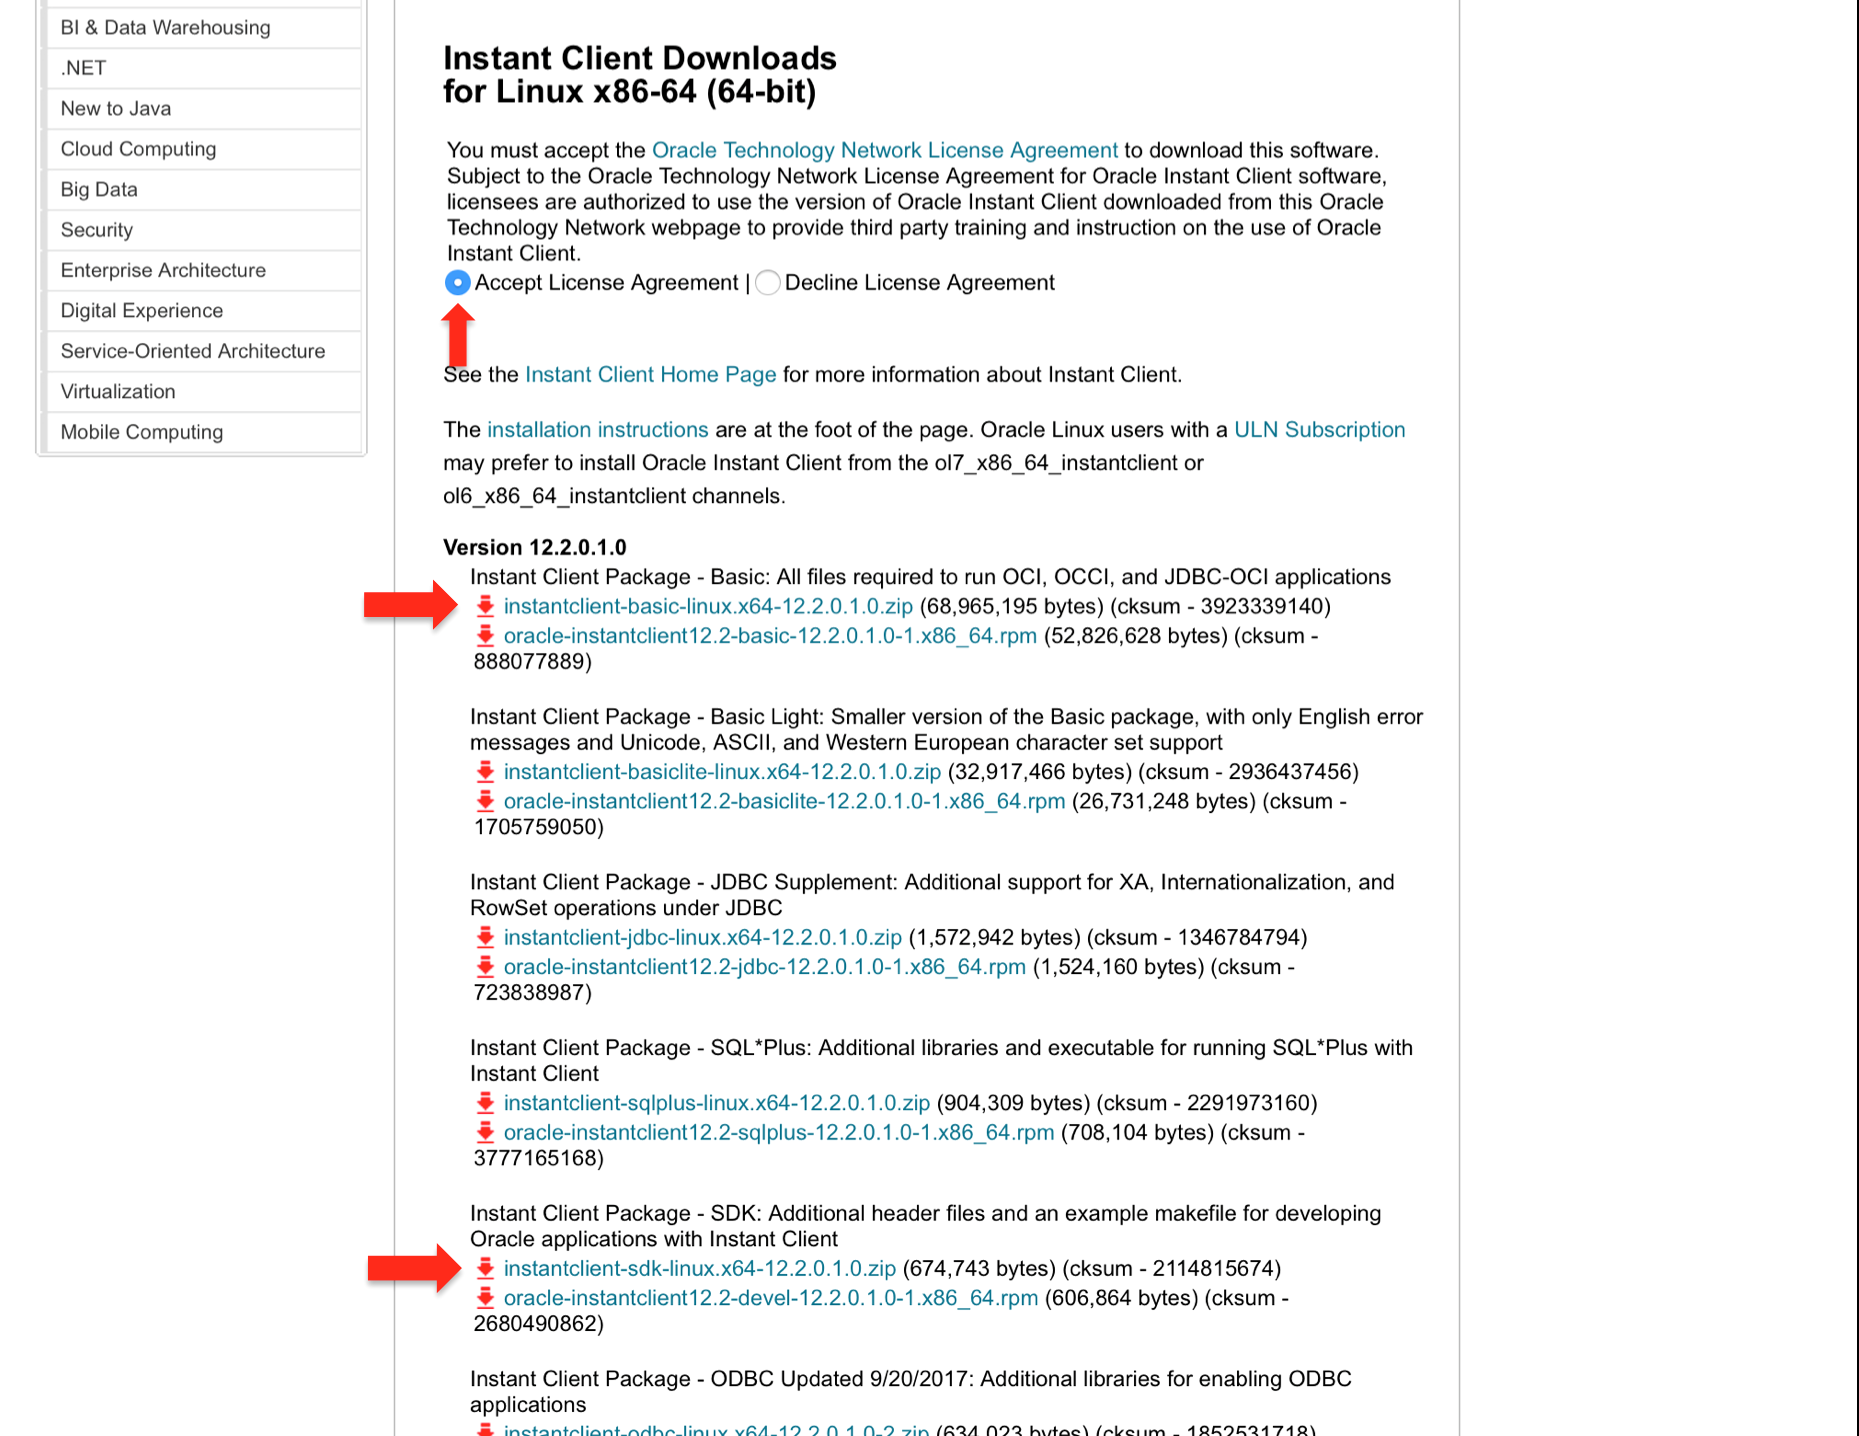 BI & Data Warehousing
.NET
New to Java
Cloud Computing
Big Data
Security
Enterprise Architecture
Digital Experience
Service-Oriented Architecture
Virtualization
Mobile Computing
Instant Client Downloads
for Linux x86-64 (64-bit)
You must accept the Oracle Technology Network License Agreement to download this software.
Subject to the Oracle Technology Network License Agreement for Oracle Instant Client software,
licensees are authorized to use the version of Oracle Instant Client downloaded from this Oracle
Technology Network webpage to provide third party training and instruction on the use of Oracle
Instant Client.
Accept License Agreement | Decline License Agreement
See the Instant Client Home Page for more information about Instant Client.
The installation instructions are at the foot of the page. Oracle Linux users with a ULN Subscription
may prefer to install Oracle Instant Client from the ol7_x86_64_instantclient or
ol6_x86_64_instantclient channels.
Version 12.2.0.1.0
Instant Client Package - Basic: All files required to run OCI, OCCI, and JDBC-OCI applications
instantclient-basic-linux.x64-12.2.0.1.0.zip (68,965,195 bytes) (cksum - 3923339140)
oracle-instantclient12.2-basic-12.2.0.1.0-1.x86_64.rpm (52,826,628 bytes) (cksum -
888077889)
Instant Client Package - Basic Light: Smaller version of the Basic package, with only English error
messages and Unicode, ASCII, and Western European character set support
instantclient-basiclite-linux.x64-12.2.0.1.0.zip (32,917,466 bytes) (cksum - 2936437456)
oracle-instantclient12.2-basiclite-12.2.0.1.0-1.x86_64.rpm (26,731,248 bytes) (cksum -
1705759050)
Instant Client Package - JDBC Supplement: Additional support for XA, Internationalization, and
RowSet operations under JDBC
instantclient-jdbc-linux.x64-12.2.0.1.0.zip (1,572,942 bytes) (cksum - 1346784794)
oracle-instantclient12.2-jdbc-12.2.0.1.0-1.x86_64.rpm (1,524,160 bytes) (cksum -
723838987)
Instant Client Package - SQL*Plus: Additional libraries and executable for running SQL*Plus with
Instant Client
instantclient-sqlplus-linux.x64-12.2.0.1.0.zip (904,309 bytes) (cksum - 2291973160)
oracle-instantclient12.2-sqlplus-12.2.0.1.0-1.x86_64.rpm (708,104 bytes) (cksum -
3777165168)
Instant Client Package - SDK: Additional header files and an example makefile for developing
Oracle applications with Instant Client
instantclient-sdk-linux.x64-12.2.0.1.0.zip (674,743 bytes) (cksum - 2114815674)
oracle-instantclient12.2-devel-12.2.0.1.0-1.x86_64.rpm (606,864 bytes) (cksum -
2680490862)
Instant Client Package - ODBC Updated 9/20/2017: Additional libraries for enabling ODBC
applications
instantclient-odbc-linux.x64-12.2.0.1.0-2.zip (634,023 bytes) (cksum - 1852531718)